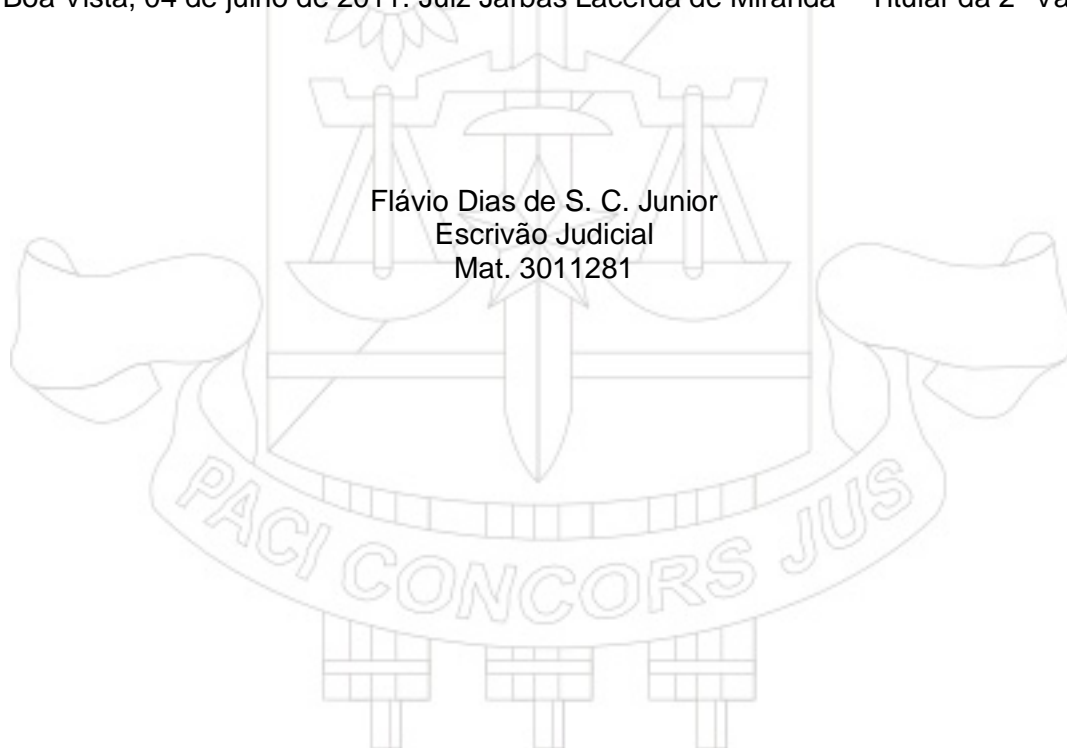 Boa Vista, 04 de julho de 2011. Juiz Jarbas Lacerda de Miranda Titular da 2ª
Flávio Dias de S. C. Junior
Escrivão Judicial
Mat. 3011281
PACI CONCORS JUS